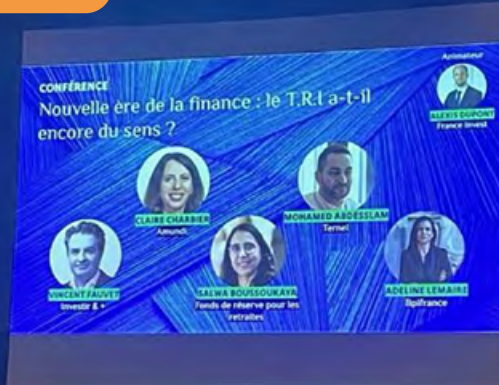 CONFÉRENCE
Nouvelle ère de la finance : le T.R.I a-t-il
encore du sens ?
Animateur
ALEXIS DUPONT
France Invest
CLAIRE CHABRIER
Amundi
MOHAMED ABDESSLAM
Ternel
VINCENT FAUVET
Investir & +
SALWA BOUSSOUKAYA
Fonds de réserve pour les
retraites
ADELINE LEMAIRE
Bpifrance